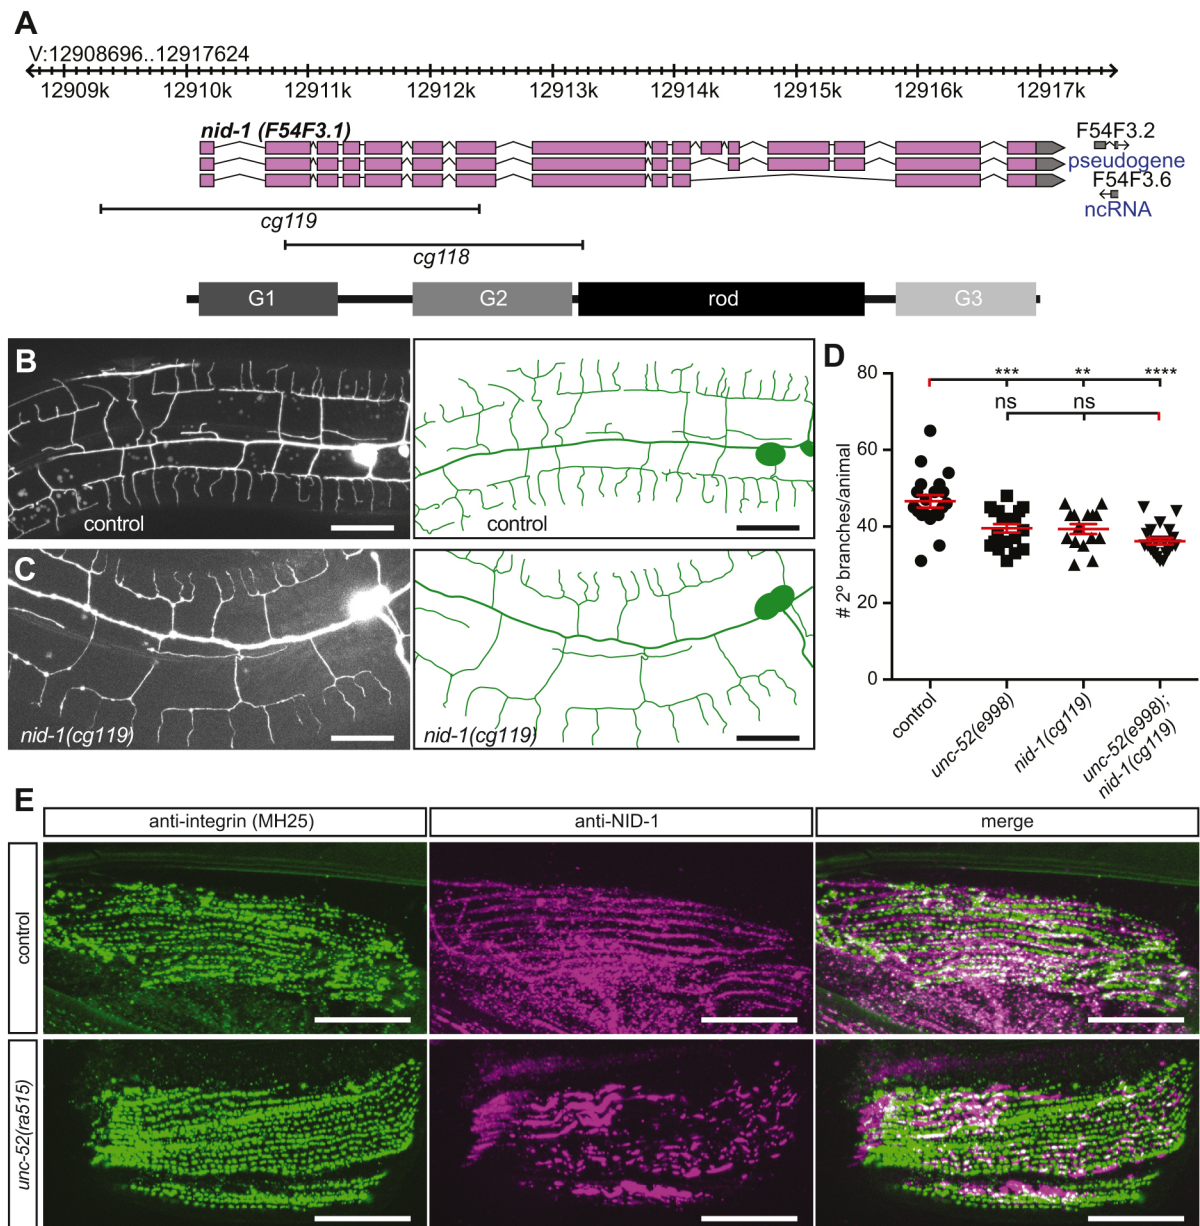 A
V:12908696..12917624
12909k 12910k 12911k 12912k 12913k 12914k 12915k 12916k 12917k
nid-1 (F54F3.1)
F54F3.2
pseudogene
F54F3.6
ncRNA
cg119
cg118
G1 G2 rod G3
B
control
control
C
nid-1(cg119)
nid-1(cg119)
D
80
60
40
20
0
# 2º branches/animal
*** ** ****
ns ns
control
unc-52(e998)
nid-1(cg119)
unc-52(e998);
nid-1(cg119)
E
anti-integrin (MH25) anti-NID-1 merge
control
unc-52(ra515)